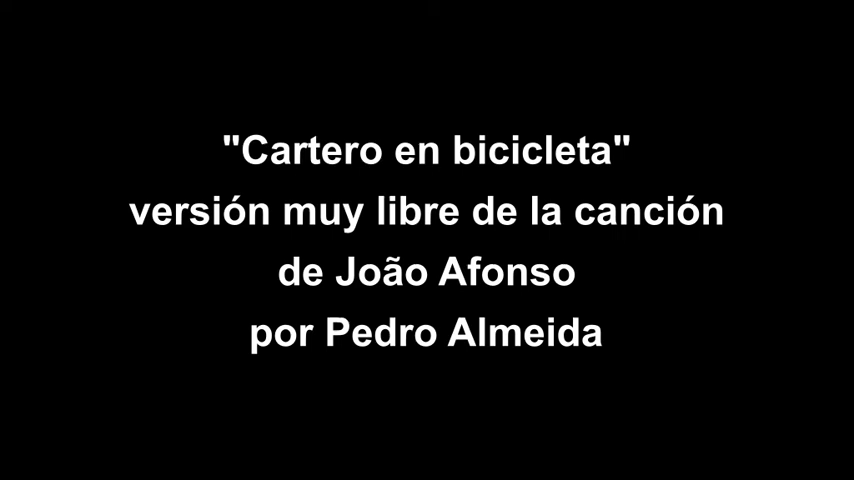 "Cartero en bicicleta"
versión muy libre de la canción
de João Afonso
por Pedro Almeida